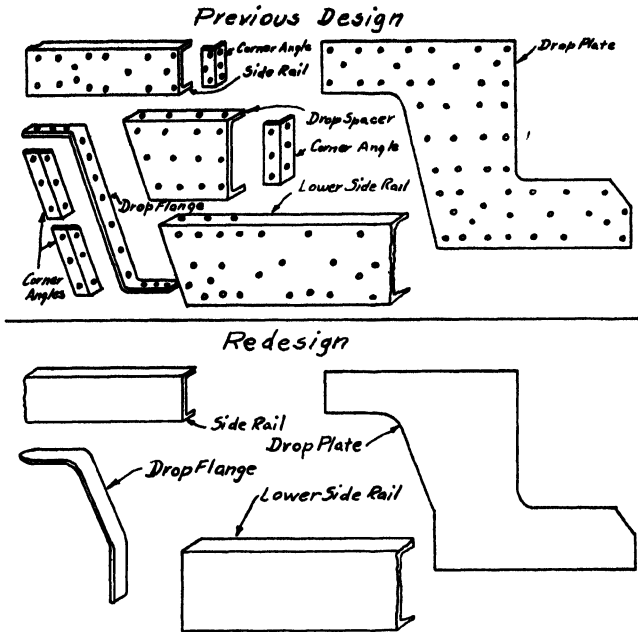 Previous Design
Corner Angle
Side Rail
Drop Plate
Drop Spacer
Corner Angle
Drop Flange
Lower Side Rail
Corner
Angles
Redesign
Side Rail
Drop Plate
Drop Flange
Lower Side Rail